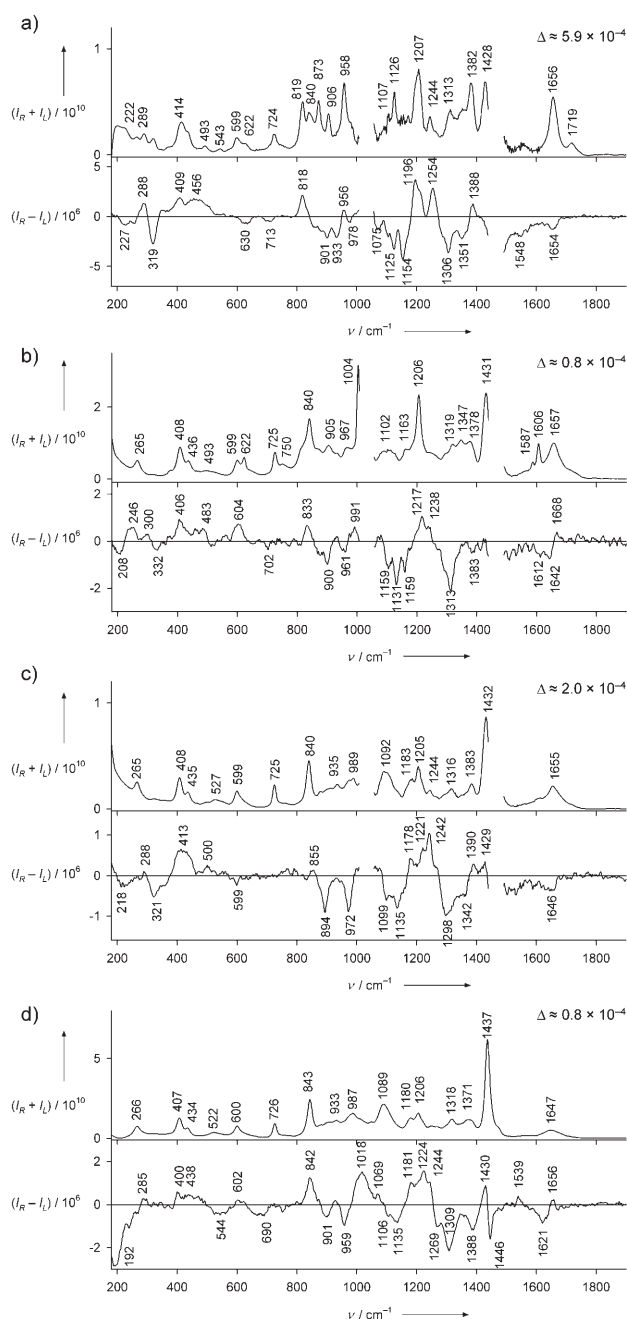 a)
Δ ≈ 5.9 × 10⁻⁴
(I_R + I_L) / 10¹⁰
1
0
222 289 414 493 543 599 622 724 819 840 873 906 958 1107 1126 1207 1244 1313 1382 1428 1656 1719
(I_R − I_L) / 10⁶
5
0
-5
288 409 456 818 956 1196 1254 1388
227 319 630 713 901 933 978 1075 1125 1154 1306 1351 1548 1654
200 400 600 800 1000 1200 1400 1600 1800
ν / cm⁻¹
b)
Δ ≈ 0.8 × 10⁻⁴
(I_R + I_L) / 10¹⁰
2
0
265 408 436 493 599 622 725 750 840 905 967 1004 1102 1163 1206 1319 1347 1378 1431 1587 1606 1657
(I_R − I_L) / 10⁶
2
0
-2
246 300 406 483 604 833 991 1217 1238 1668
208 332 702 900 961 1159 1131 1159 1313 1383 1612 1642
200 400 600 800 1000 1200 1400 1600 1800
ν / cm⁻¹
c)
Δ ≈ 2.0 × 10⁻⁴
(I_R + I_L) / 10¹⁰
1
0
265 408 435 527 599 725 840 935 989 1092 1183 1205 1244 1316 1383 1432 1655
(I_R − I_L) / 10⁶
1
0
-1
288 413 500 855 1178 1221 1242 1390 1429
218 321 599 894 972 1099 1135 1298 1342 1646
200 400 600 800 1000 1200 1400 1600 1800
ν / cm⁻¹
d)
Δ ≈ 0.8 × 10⁻⁴
(I_R + I_L) / 10¹⁰
5
0
266 407 434 522 600 726 843 933 987 1089 1180 1206 1318 1371 1437 1647
(I_R − I_L) / 10⁶
2
0
-2
285 400 438 602 842 1018 1069 1181 1224 1244 1430 1539 1656
192 544 690 901 959 1106 1135 1269 1309 1388 1446 1621
200 400 600 800 1000 1200 1400 1600 1800
ν / cm⁻¹